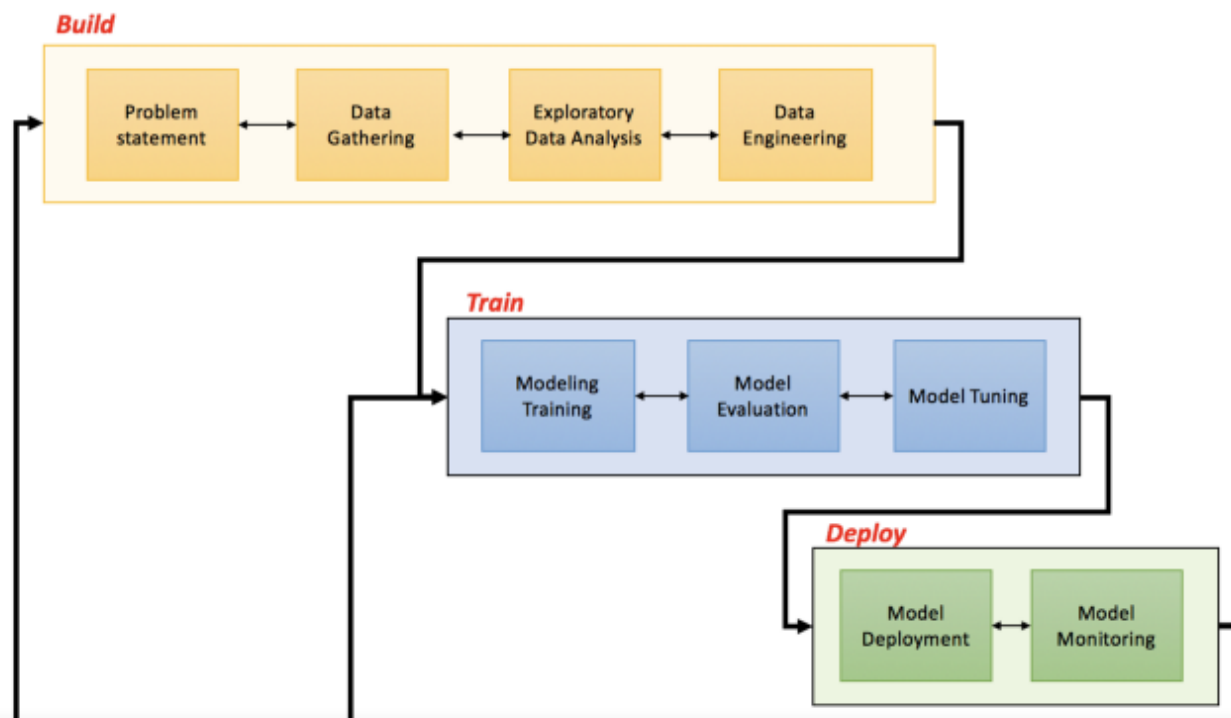 Build
Problem
statement
Data
Gathering
Exploratory
Data Analysis
Data
Engineering
Train
Modeling
Training
Model
Evaluation
Model Tuning
Deploy
Model
Deployment
Model
Monitoring